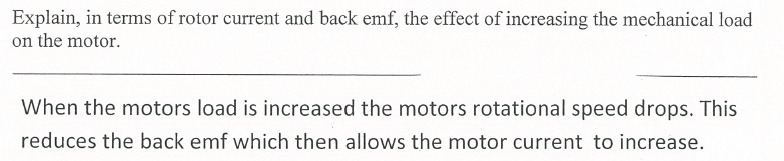 Explain, in terms of rotor current and back emf, the effect of increasing the mechanical load
on the motor.
When the motors load is increased the motors rotational speed drops. This
reduces the back emf which then allows the motor current to increase.